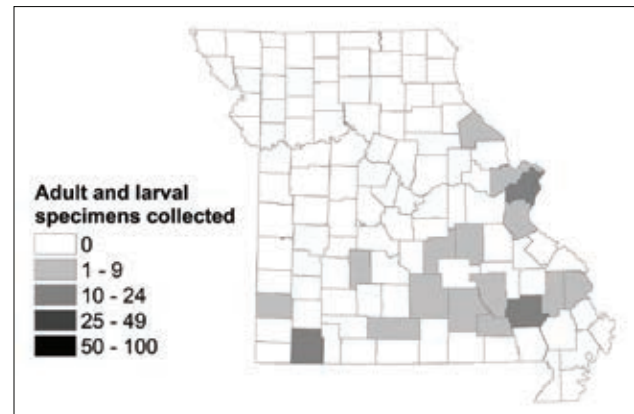 Adult and larval
specimens collected
0
1 - 9
10 - 24
25 - 49
50 - 100